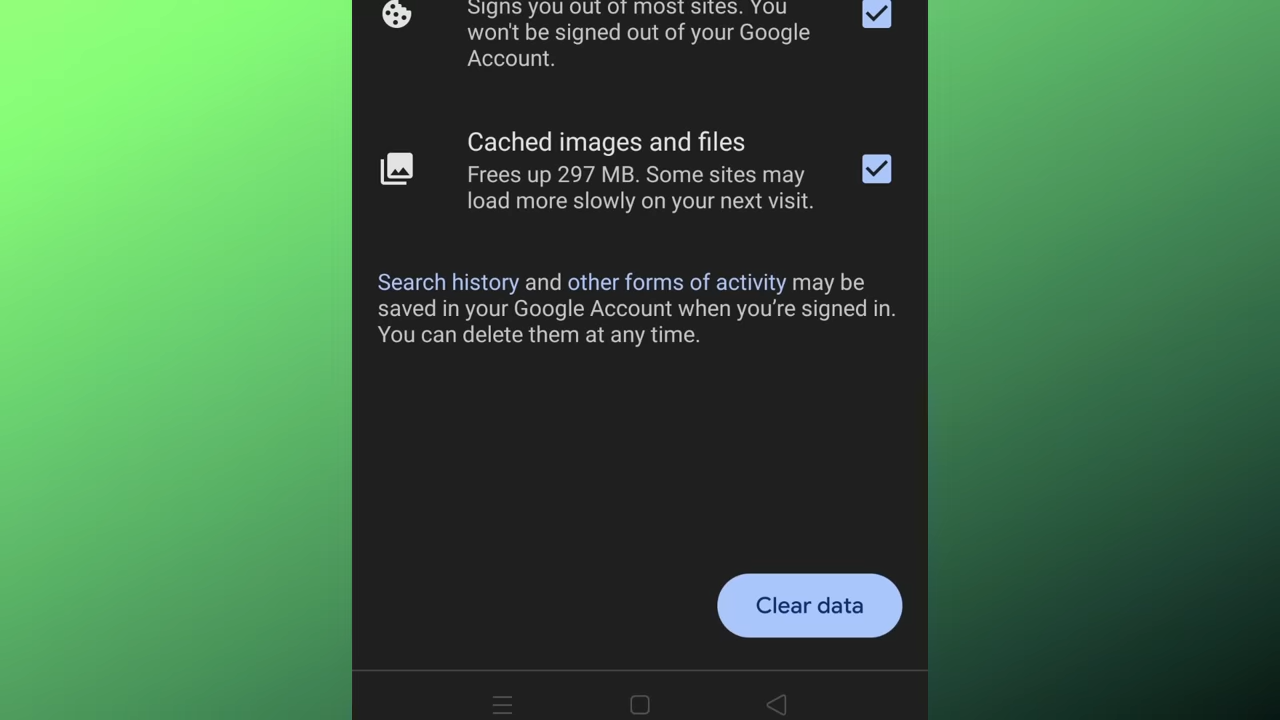 Signs you out of most sites. You
won't be signed out of your Google
Account.
Cached images and files
Frees up 297 MB. Some sites may
load more slowly on your next visit.
Search history and other forms of activity may be
saved in your Google Account when you’re signed in.
You can delete them at any time.
Clear data